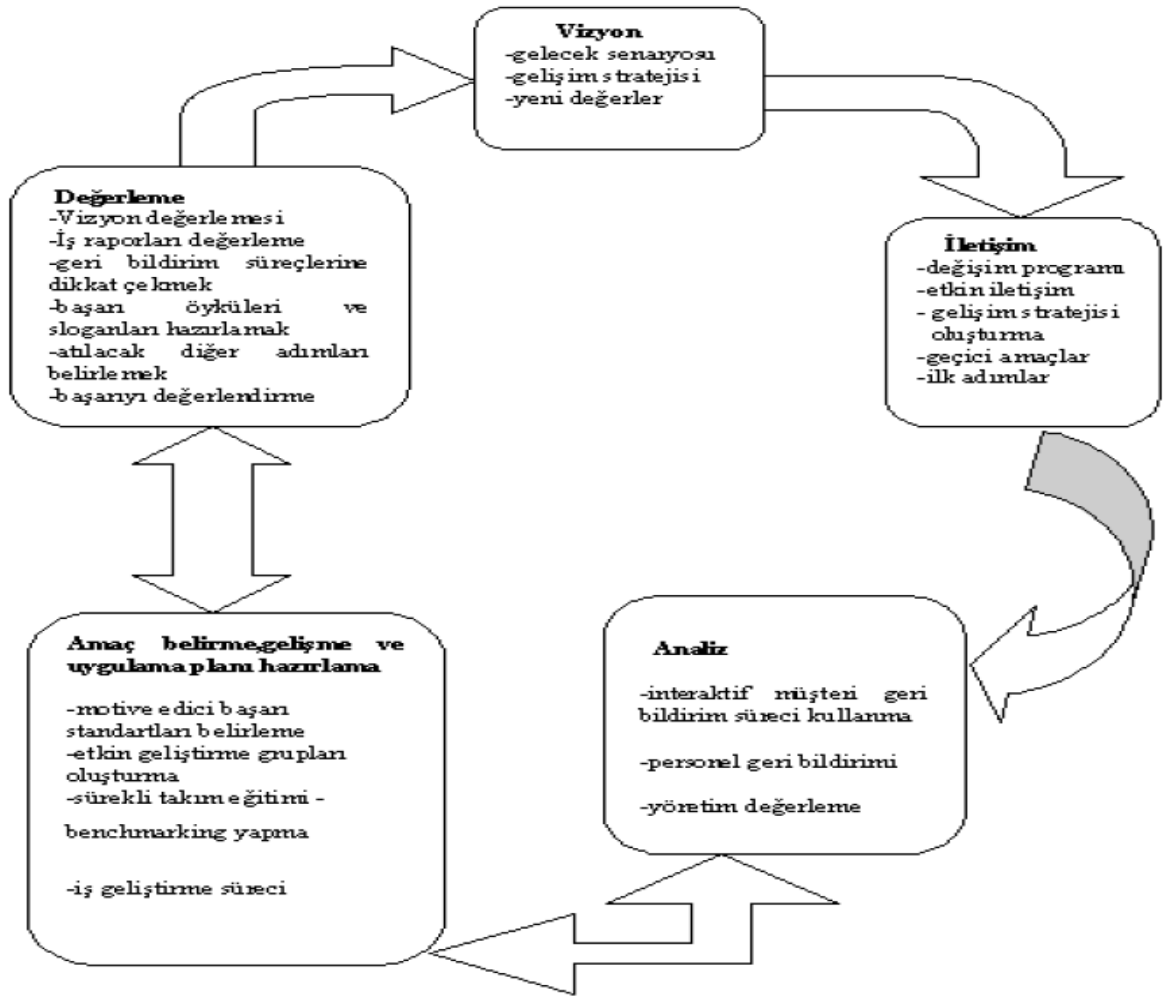 Vizyon
-gelecek senaryosu
-gelişim stratejisi
-yeni değerler
Değerleme
-Vizyon değerlemesi
-İş raporları değerleme
-geri bildirim süreçlerine
dikkat çekmek
-başarı öyküleri ve
sloganları hazırlamak
-atılacak diğer adımları
belirlemek
-başarıyı değerlendirme
İletişim
-değişim programı
-etkin iletişim
- gelişim stratejisi
oluşturma
-geçici amaçlar
-ilk adımlar
Amaç belirme,gelişme ve
uygulama planı hazırlama
-motive edici başarı
standartları belirleme
-etkin geliştirme grupları
oluşturma
-sürekli takım eğitimi -
benchmarking yapma
-iş geliştirme süreci
Analiz
-interaktif müşteri geri
bildirim süreci kullanma
-personel geri bildirimi
-yönetim değerleme